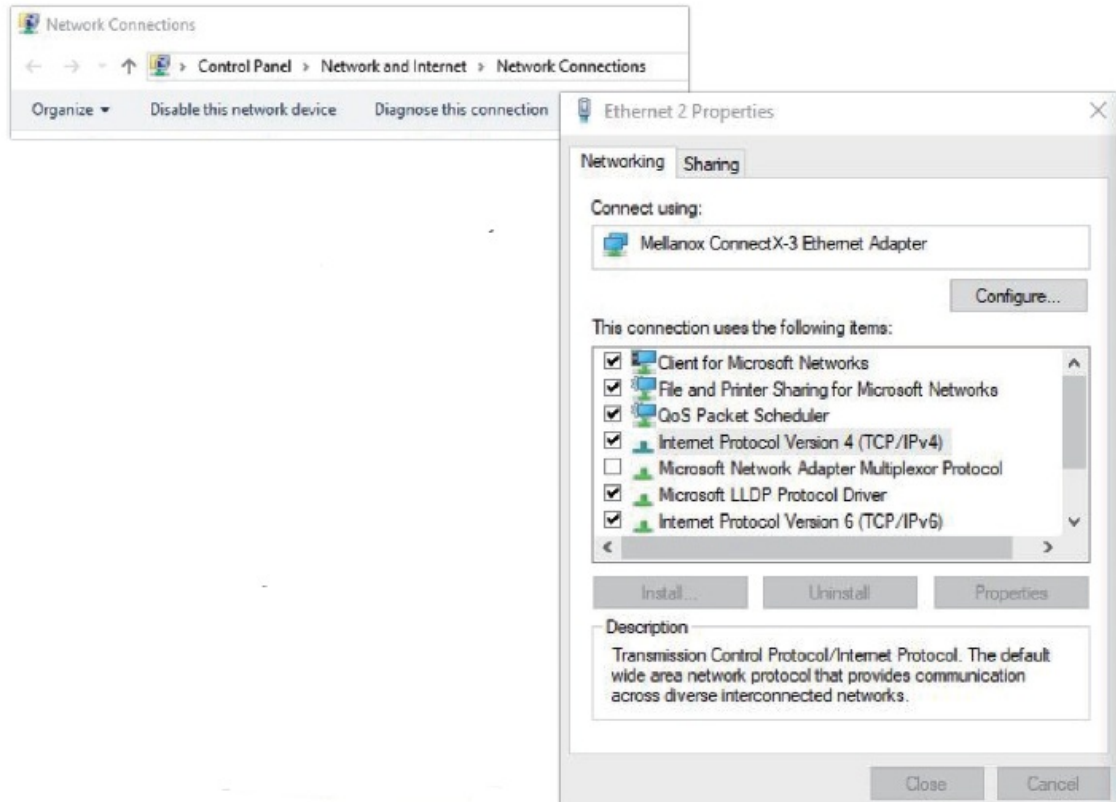 Network Connections
Control Panel > Network and Internet > Network Connections
Organize Disable this network device Diagnose this connection
Ethernet 2 Properties
Networking Sharing
Connect using:
Mellanox ConnectX-3 Ethernet Adapter
Configure...
This connection uses the following items:
Client for Microsoft Networks
File and Printer Sharing for Microsoft Networks
QoS Packet Scheduler
Internet Protocol Version 4 (TCP/IPv4)
Microsoft Network Adapter Multiplexor Protocol
Microsoft LLDP Protocol Driver
Internet Protocol Version 6 (TCP/IPv6)
Install... Uninstall Properties
Description
Transmission Control Protocol/Internet Protocol. The default
wide area network protocol that provides communication
across diverse interconnected networks.
Close Cancel